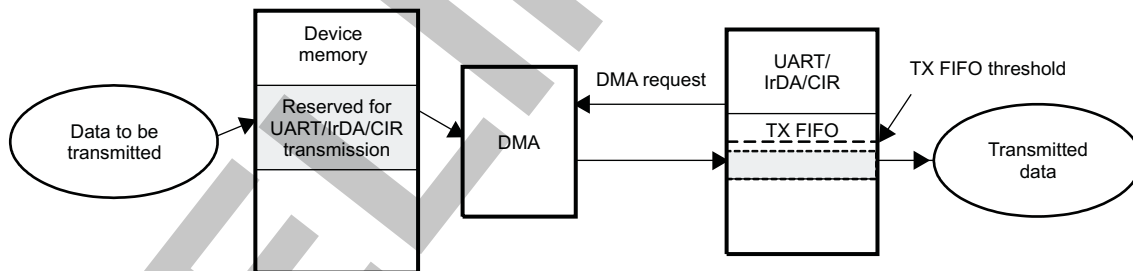 Device
memory
Reserved for
UART/IrDA/CIR
transmission
Data to be
transmitted
DMA
DMA request
UART/
IrDA/CIR
TX FIFO
TX FIFO threshold
Transmitted
data